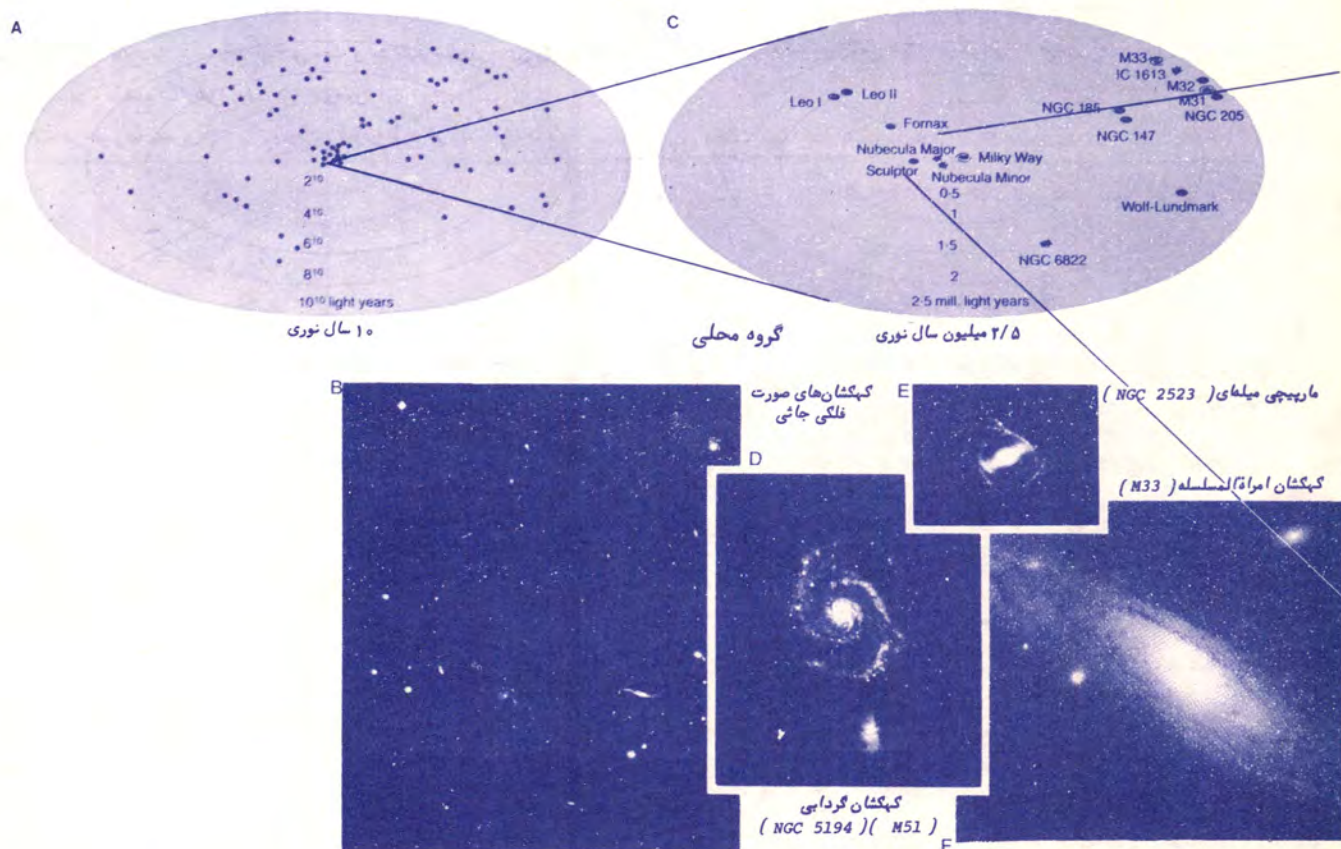 A
2¹⁰
4¹⁰
6¹⁰
8¹⁰
10¹⁰ light years
۱۰ سال نوری
C
M33
IC 1613
M32
M31
NGC 205
NGC 185
NGC 147
Leo I
Leo II
Fornax
Nubecula Major
Milky Way
Sculptor
Nubecula Minor
0·5
Wolf-Lundmark
1
1·5
NGC 6822
2
2·5 mill. light years
۲/۵ میلیون سال نوری
گروه محلی
B
کهکشان‌های صورت
فلکی جاثی
E
مارپیچی میله‌ای ( NGC 2523 )
D
کهکشان امراةالمسلسله ( M33 )
کهکشان گردابی
( NGC 5194 )( M51 )
F